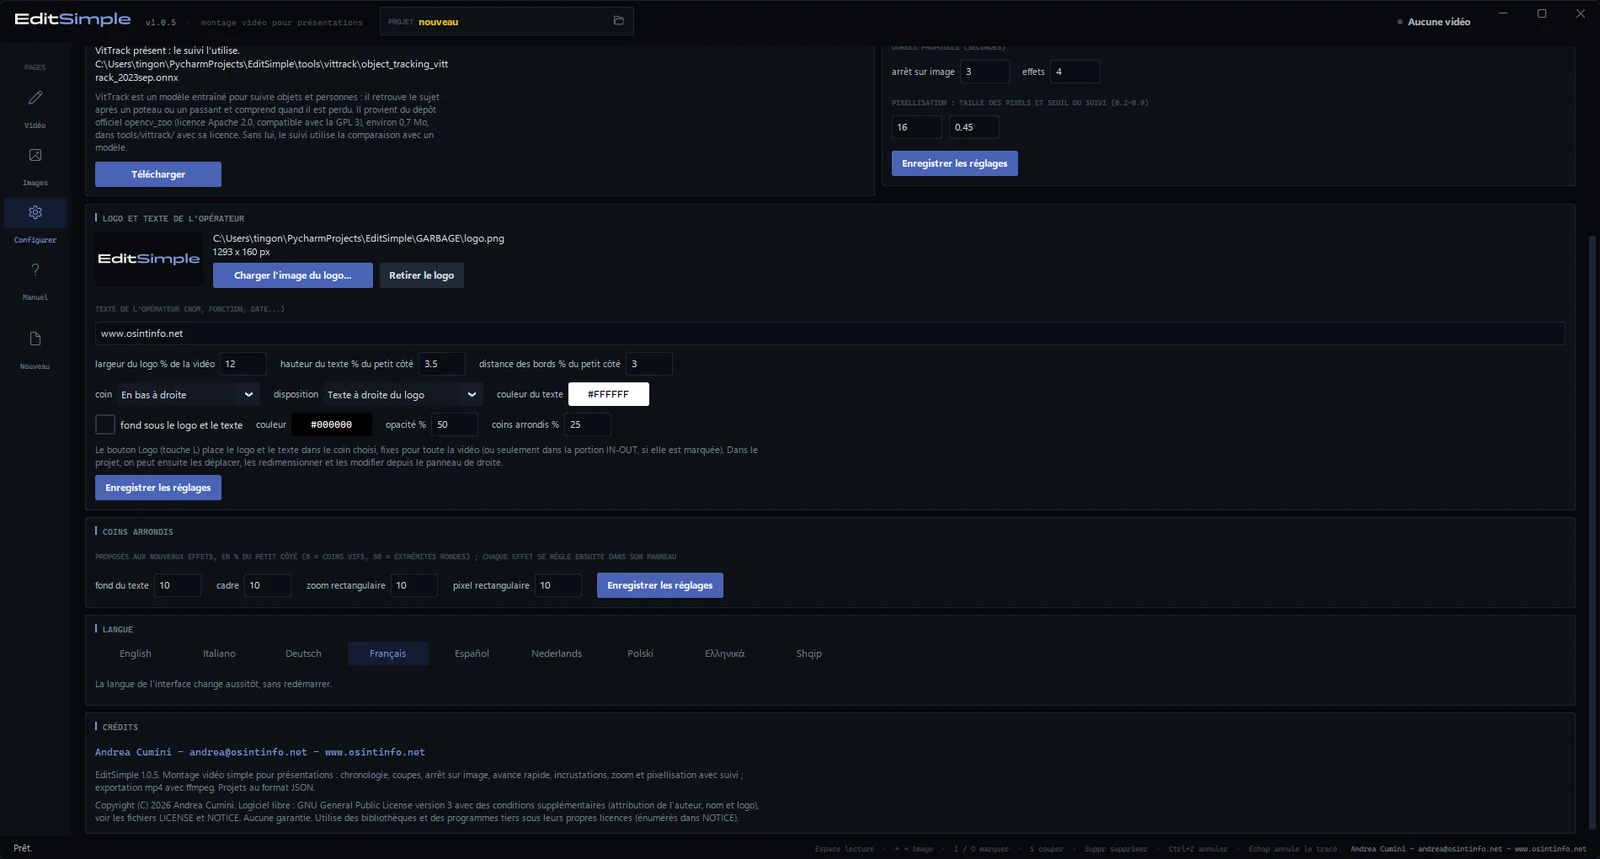 EditSimple v1.0.5 · montage vidéo pour présentations PROJET nouveau Aucune vidéo
PAGES
Vidéo
Images
Configurer
? Manuel
Nouveau
VitTrack présent : le suivi l'utilise.
C:\Users\tingon\PycharmProjects\EditSimple\tools\vittrack\object_tracking_vitt
rack_2023sep.onnx
VitTrack est un modèle entraîné pour suivre objets et personnes : il retrouve le sujet
après un poteau ou un passant et comprend quand il est perdu. Il provient du dépôt
officiel opencv_zoo (licence Apache 2.0, compatible avec la GPL 3), environ 0,7 Mo,
dans tools/vittrack/ avec sa licence. Sans lui, le suivi utilise la comparaison avec un
modèle.
Télécharger
DURÉES PROPOSÉES (SECONDES)
arrêt sur image 3 effets 4
PIXELLISATION : TAILLE DES PIXELS ET SEUIL DU SUIVI (0.2–0.9)
16 0.45
Enregistrer les réglages
LOGO ET TEXTE DE L'OPÉRATEUR
EditSimple
C:\Users\tingon\PycharmProjects\EditSimple\GARBAGE\logo.png
1293 x 160 px
Charger l'image du logo... Retirer le logo
TEXTE DE L'OPÉRATEUR (NOM, FONCTION, DATE...)
www.osintinfo.net
largeur du logo % de la vidéo 12 hauteur du texte % du petit côté 3.5 distance des bords % du petit côté 3
coin En bas à droite disposition Texte à droite du logo couleur du texte #FFFFFF
fond sous le logo et le texte couleur #000000 opacité % 50 coins arrondis % 25
Le bouton Logo (touche L) place le logo et le texte dans le coin choisi, fixes pour toute la vidéo (ou seulement dans la portion IN-OUT, si elle est marquée). Dans le
projet, on peut ensuite les déplacer, les redimensionner et les modifier depuis le panneau de droite.
Enregistrer les réglages
COINS ARRONDIS
PROPOSÉS AUX NOUVEAUX EFFETS, EN % DU PETIT CÔTÉ (0 = COINS VIFS, 50 = EXTRÉMITÉS RONDES) ; CHAQUE EFFET SE RÈGLE ENSUITE DANS SON PANNEAU
fond du texte 10 cadre 10 zoom rectangulaire 10 pixel rectangulaire 10 Enregistrer les réglages
LANGUE
English Italiano Deutsch Français Español Nederlands Polski Ελληνικά Shqip
La langue de l'interface change aussitôt, sans redémarrer.
CRÉDITS
Andrea Cumini – andrea@osintinfo.net – www.osintinfo.net
EditSimple 1.0.5. Montage vidéo simple pour présentations : chronologie, coupes, arrêt sur image, avance rapide, incrustations, zoom et pixellisation avec suivi ;
exportation mp4 avec ffmpeg. Projets au format JSON.
Copyright (C) 2026 Andrea Cumini. Logiciel libre : GNU General Public License version 3 avec des conditions supplémentaires (attribution de l'auteur, nom et logo),
voir les fichiers LICENSE et NOTICE. Aucune garantie. Utilise des bibliothèques et des programmes tiers sous leurs propres licences (énumérés dans NOTICE).
Prêt. Espace lecture · ← → image · I / O marquer · S couper · Suppr supprimer · Ctrl+Z annuler · Échap annule le tracé Andrea Cumini – andrea@osintinfo.net – www.osintinfo.net